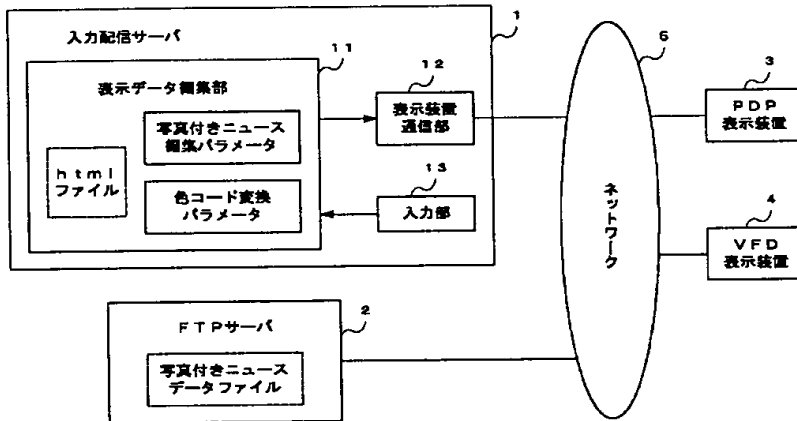 入力配信サーバ
1
表示データ編集部
11
写真付きニュース
編集パラメータ
html
ファイル
色コード変換
パラメータ
12
表示装置
通信部
13
入力部
FTPサーバ
2
写真付きニュース
データファイル
ネットワーク
5
3
PDP
表示装置
4
VFD
表示装置